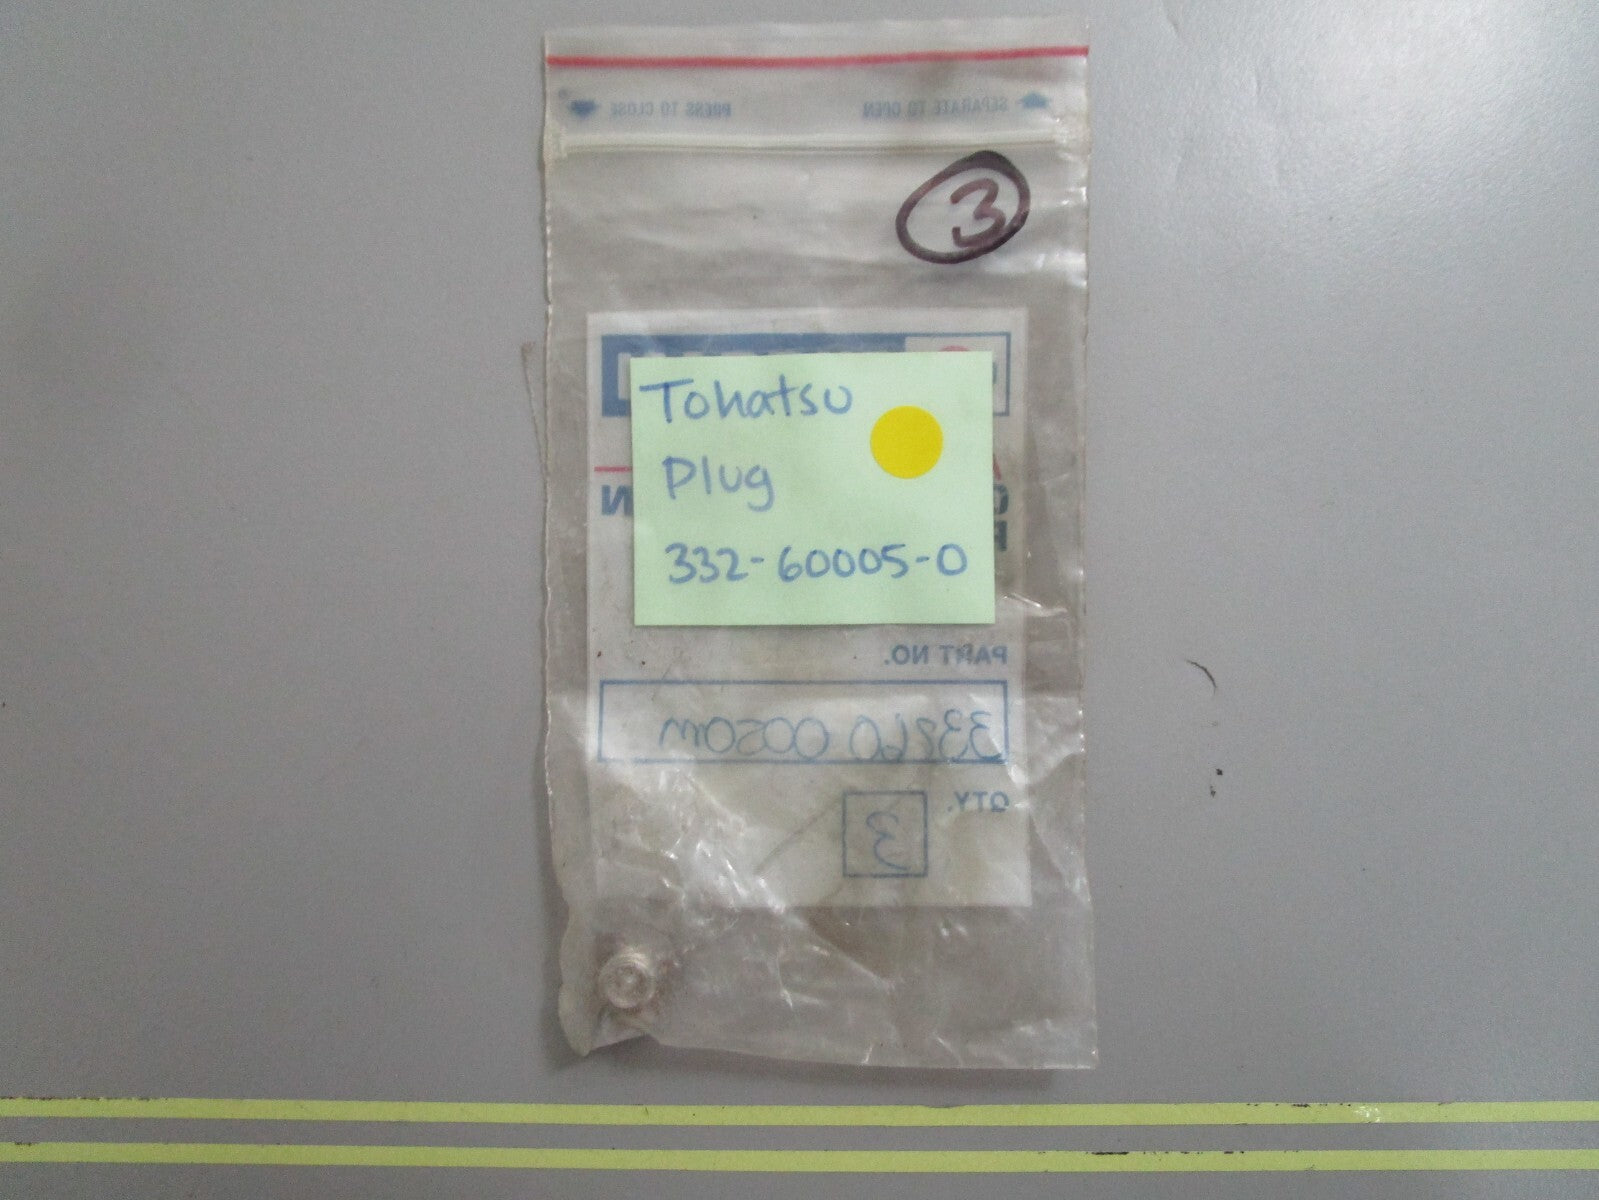 PRESS TO CLOSE SEPARATE TO OPEN
3
Tohatsu
Plug
332-60005-0
PART NO.
33260 0050M
QTY.
3